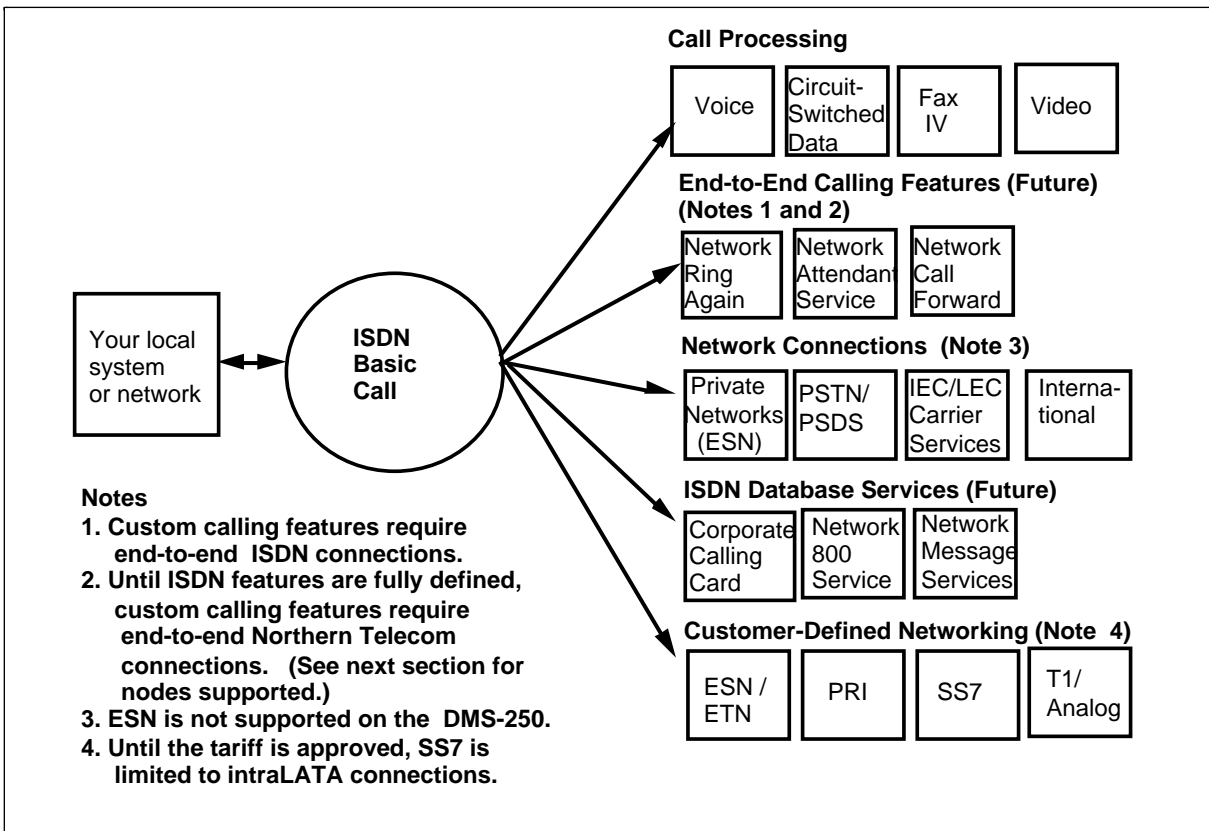 Call Processing
Voice
Circuit-
Switched
Data
Fax
IV
Video
End-to-End Calling Features (Future)
(Notes 1 and 2)
Network
Ring
Again
Network
Attendant
Service
Network
Call
Forward
Your local
system
or network
ISDN
Basic
Call
Network Connections (Note 3)
Private
Networks
(ESN)
PSTN/
PSDS
IEC/LEC
Carrier
Services
Interna-
tional
ISDN Database Services (Future)
Corporate
Calling
Card
Network
800
Service
Network
Message
Services
Customer-Defined Networking (Note 4)
ESN /
ETN
PRI
SS7
T1/
Analog
Notes
1. Custom calling features require
end-to-end ISDN connections.
2. Until ISDN features are fully defined,
custom calling features require
end-to-end Northern Telecom
connections. (See next section for
nodes supported.)
3. ESN is not supported on the DMS-250.
4. Until the tariff is approved, SS7 is
limited to intraLATA connections.